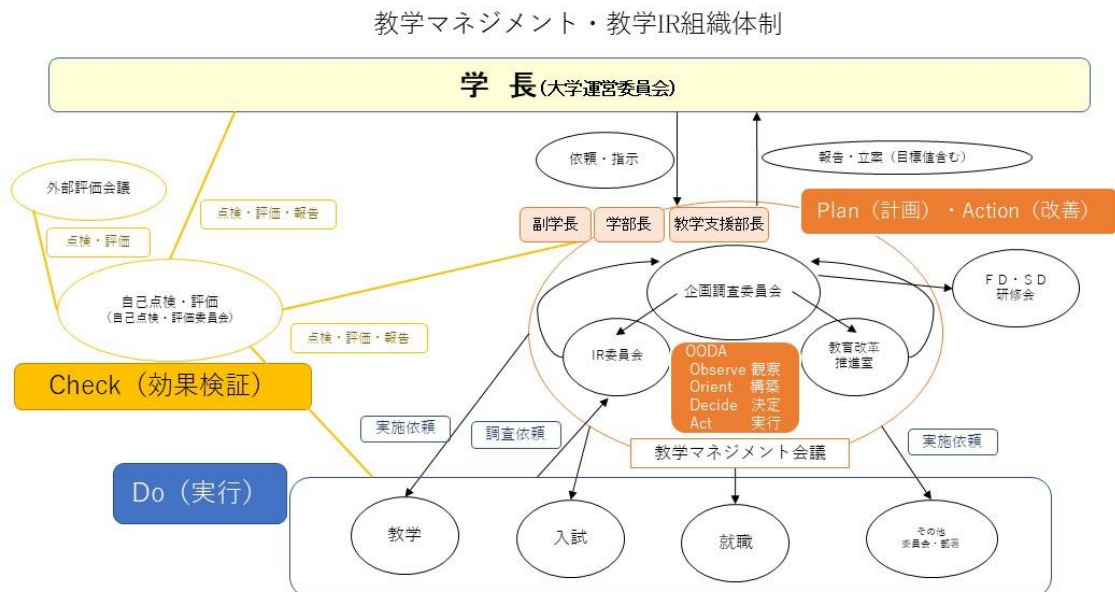 教学マネジメント・教学IR組織体制
学 長(大学運営委員会)
依頼・指示
報告・立案（目標値含む）
外部評価会議
点検・評価・報告
Plan（計画）・Action（改善）
副学長
学部長
教学支援部長
点検・評価
企画調査委員会
ＦＤ・ＳＤ
研修会
自己点検・評価
（自己点検・評価委員会）
点検・評価・報告
IR委員会
教育改革
推進室
OODA
Observe 観察
Orient 構築
Decide 決定
Act 実行
Check（効果検証）
実施依頼
調査依頼
教学マネジメント会議
実施依頼
Do（実行）
教学
入試
就職
その他
委員会・部署